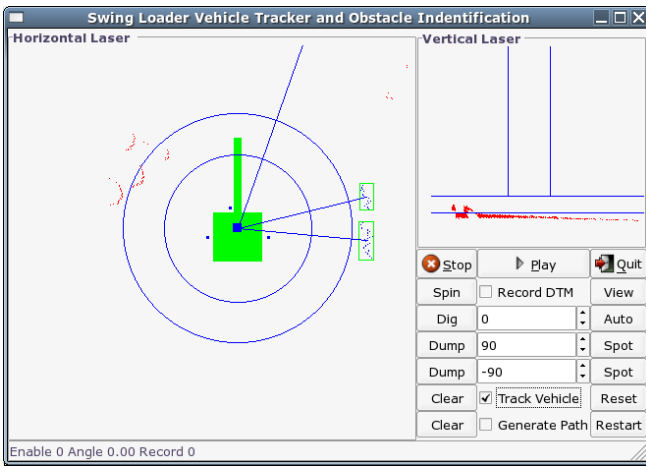 Swing Loader Vehicle Tracker and Obstacle Indentification
Horizontal Laser
Vertical Laser
Stop Play Quit
Spin Record DTM View
Dig 0 Auto
Dump 90 Spot
Dump -90 Spot
Clear Track Vehicle Reset
Clear Generate Path Restart
Enable 0 Angle 0.00 Record 0